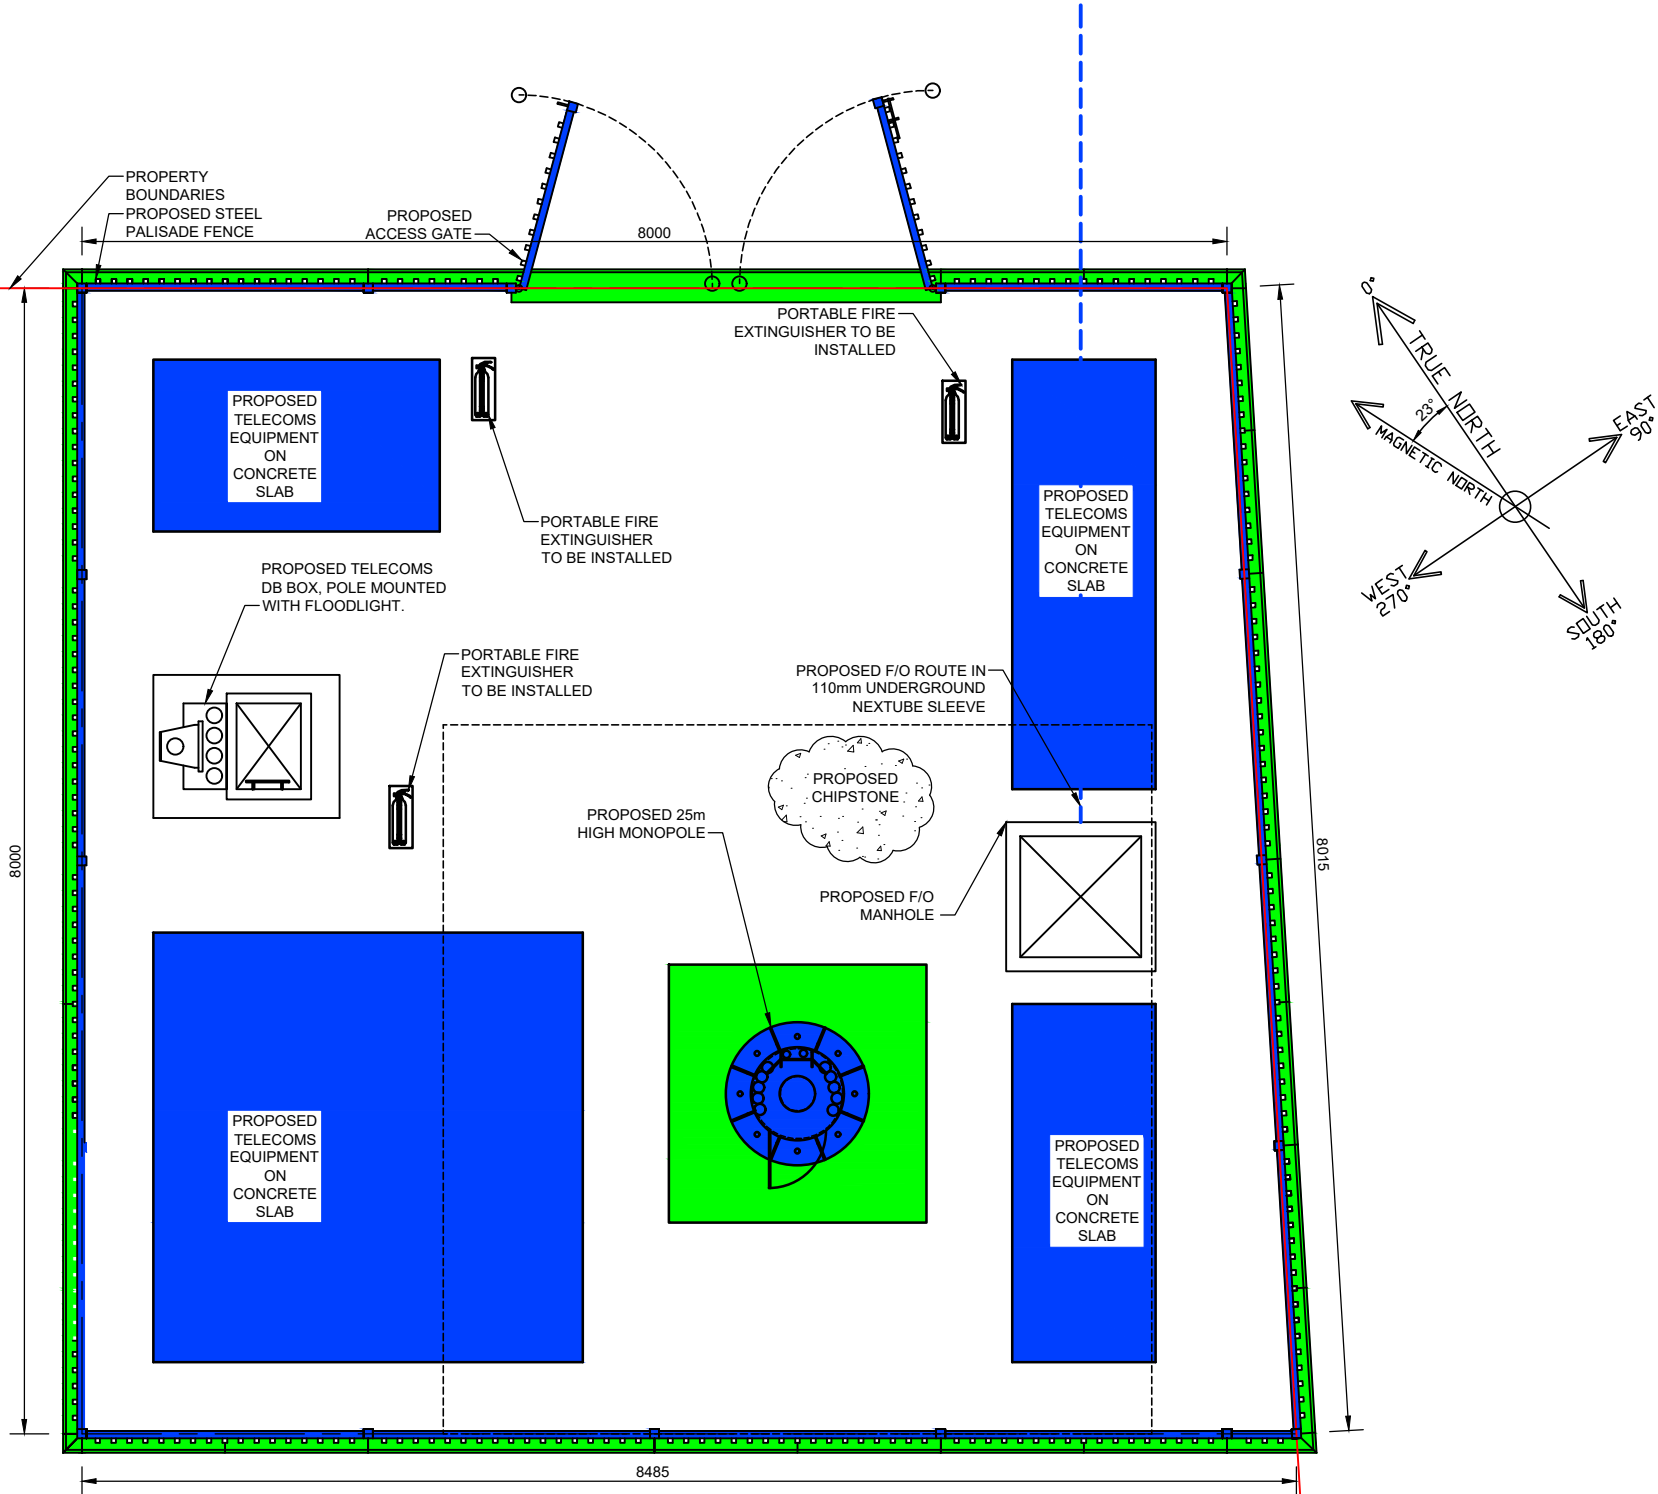 PROPERTY
BOUNDARIES
PROPOSED STEEL
PALISADE FENCE
PROPOSED
ACCESS GATE
8000
PORTABLE FIRE
EXTINGUISHER TO BE
INSTALLED
PROPOSED
TELECOMS
EQUIPMENT
ON
CONCRETE
SLAB
PORTABLE FIRE
EXTINGUISHER
TO BE INSTALLED
PROPOSED
TELECOMS
EQUIPMENT
ON
CONCRETE
SLAB
0°
TRUE NORTH
23°
MAGNETIC NORTH
EAST
90°
WEST
270°
SOUTH
180°
PROPOSED TELECOMS
DB BOX, POLE MOUNTED
WITH FLOODLIGHT.
PORTABLE FIRE
EXTINGUISHER
TO BE INSTALLED
PROPOSED F/O ROUTE IN
110mm UNDERGROUND
NEXTUBE SLEEVE
PROPOSED
CHIPSTONE
PROPOSED 25m
HIGH MONOPOLE
8000
8015
PROPOSED F/O
MANHOLE
PROPOSED
TELECOMS
EQUIPMENT
ON
CONCRETE
SLAB
PROPOSED
TELECOMS
EQUIPMENT
ON
CONCRETE
SLAB
8485